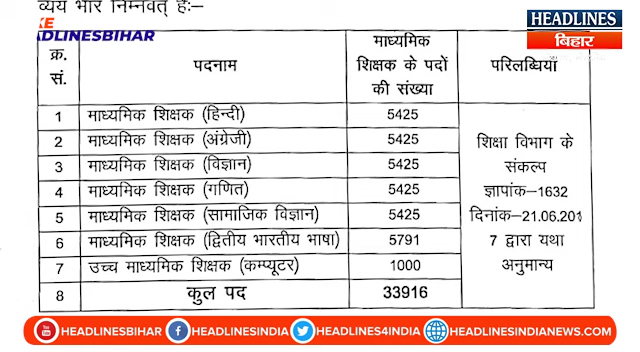 व्यय भार निम्नवत् हैः–
HEADLINES
बिहार
HEADLINESBIHAR
क्र. सं.
पदनाम
माध्यमिक शिक्षक के पदों की संख्या
परिलब्धिया
1 माध्यमिक शिक्षक (हिन्दी) 5425
2 माध्यमिक शिक्षक (अंग्रेजी) 5425
3 माध्यमिक शिक्षक (विज्ञान) 5425
4 माध्यमिक शिक्षक (गणित) 5425
5 माध्यमिक शिक्षक (सामाजिक विज्ञान) 5425
6 माध्यमिक शिक्षक (द्वितीय भारतीय भाषा) 5791
7 उच्च माध्यमिक शिक्षक (कम्प्यूटर) 1000
8 कुल पद 33916
शिक्षा विभाग के
संकल्प
ज्ञापांक-1632
दिनांक-21.06.201
7 द्वारा यथा
अनुमान्य
HEADLINESBIHAR HEADLINESINDIA HEADLINES4INDIA HEADLINESINDIANEWS.COM